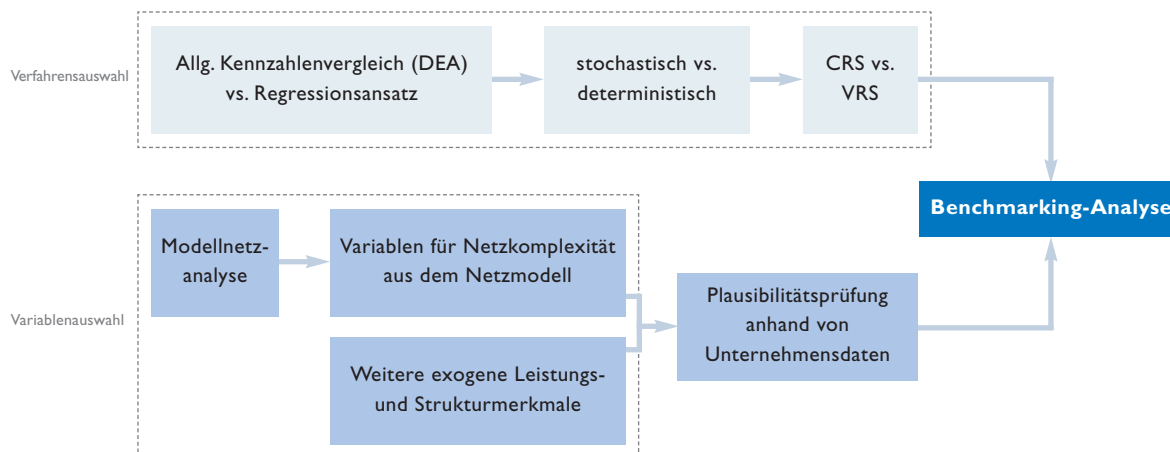 Verfahrensauswahl
Allg. Kennzahlenvergleich (DEA)
vs. Regressionsansatz
stochastisch vs.
deterministisch
CRS vs.
VRS
Benchmarking-Analyse
Variablenauswahl
Modellnetz-
analyse
Variablen für Netzkomplexität
aus dem Netzmodell
Weitere exogene Leistungs-
und Strukturmerkmale
Plausibilitätsprüfung
anhand von
Unternehmensdaten